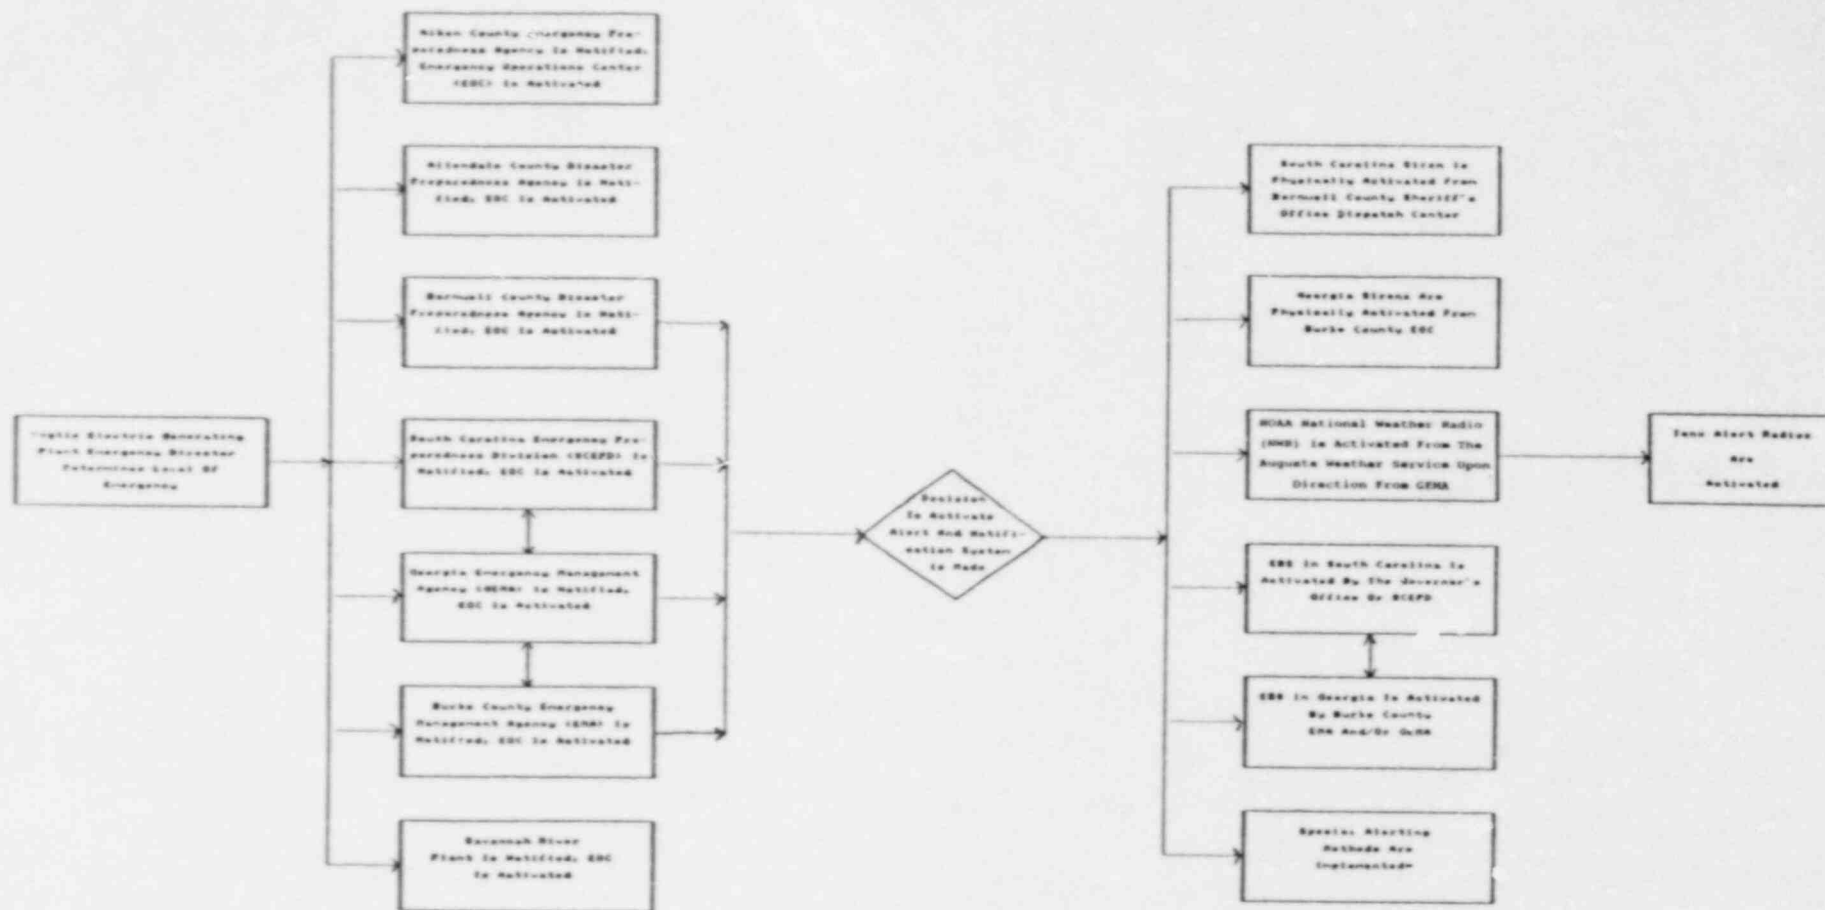 Aiken County Emergency Pre-
paredness Agency Is Notified,
Emergency Operations Center
(EOC) Is Activated
Allendale County Disaster
Preparedness Agency Is Noti-
fied, EOC Is Activated
Barnwell County Disaster
Preparedness Agency Is Noti-
fied, EOC Is Activated
Electric Generating
Plant Emergency Director
Determines Level Of
Emergency
South Carolina Emergency Pre-
paredness Division (SCEPD) Is
Notified, EOC Is Activated
Georgia Emergency Management
Agency (GEMA) Is Notified,
EOC Is Activated
Burke County Emergency
Management Agency (EMA) Is
Notified, EOC Is Activated
Savannah River
Plant Is Notified, EOC
Is Activated
Decision
To Activate
Alert And Notifi-
cation System
is Made
South Carolina Siren is
Physically Activated From
Barnwell County Sheriff's
Office Dispatch Center
Georgia Sirens Are
Physically Activated From
Burke County EOC
NOAA National Weather Radio
(NWR) is Activated From The
Augusta Weather Service Upon
Direction From GEMA
Tone Alert Radios
Are
Activated
EBS In South Carolina Is
Activated By The Governor's
Office Or SCEPD
EBS in Georgia Is Activated
By Burke County
EMA And/Or GEMA
Special Alerting
Methods Are
Implemented*